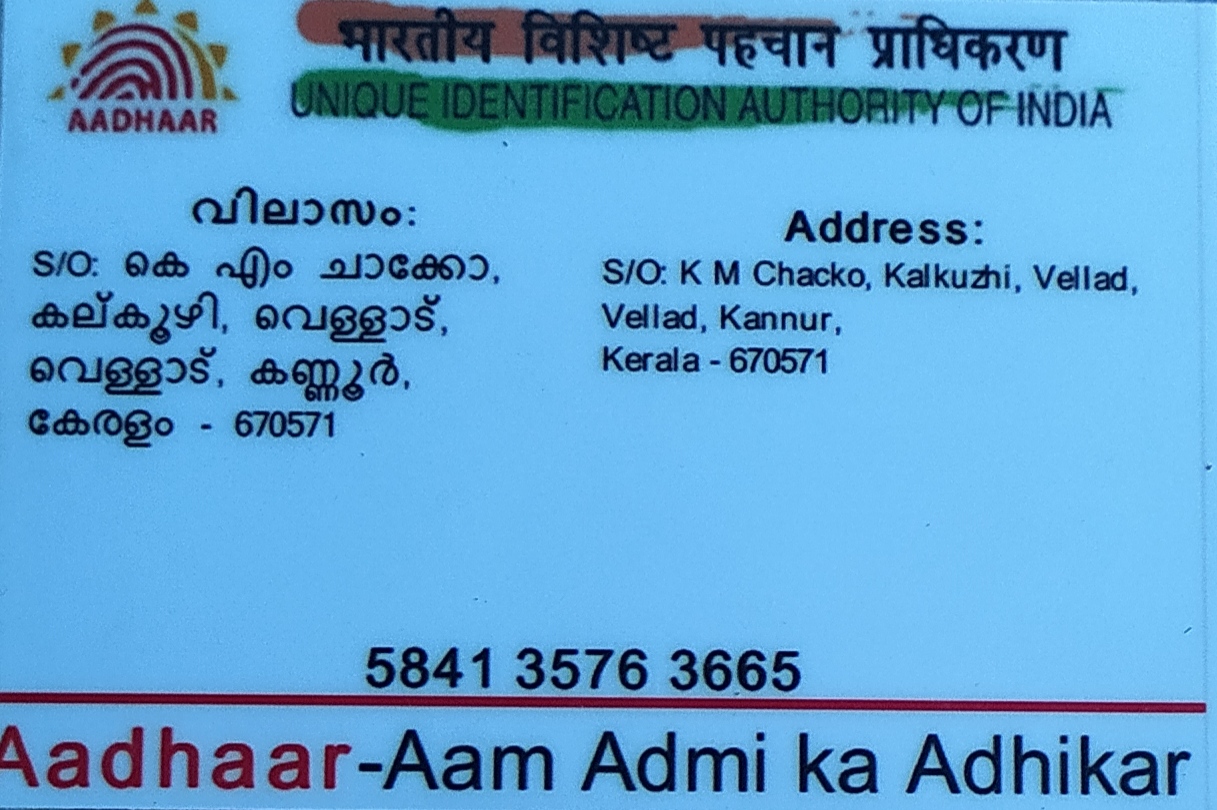 AADHAAR
भारतीय विशिष्ट पहचान प्राधिकरण
UNIQUE IDENTIFICATION AUTHORITY OF INDIA
വിലാസം:
S/O: കെ എം ചാക്കോ,
കല്കൂഴി, വെള്ളാട്,
വെള്ളാട്, കണ്ണൂർ,
കേരളം - 670571
Address:
S/O: K M Chacko, Kalkuzhi, Vellad,
Vellad, Kannur,
Kerala - 670571
5841 3576 3665
Aadhaar-Aam Admi ka Adhikar